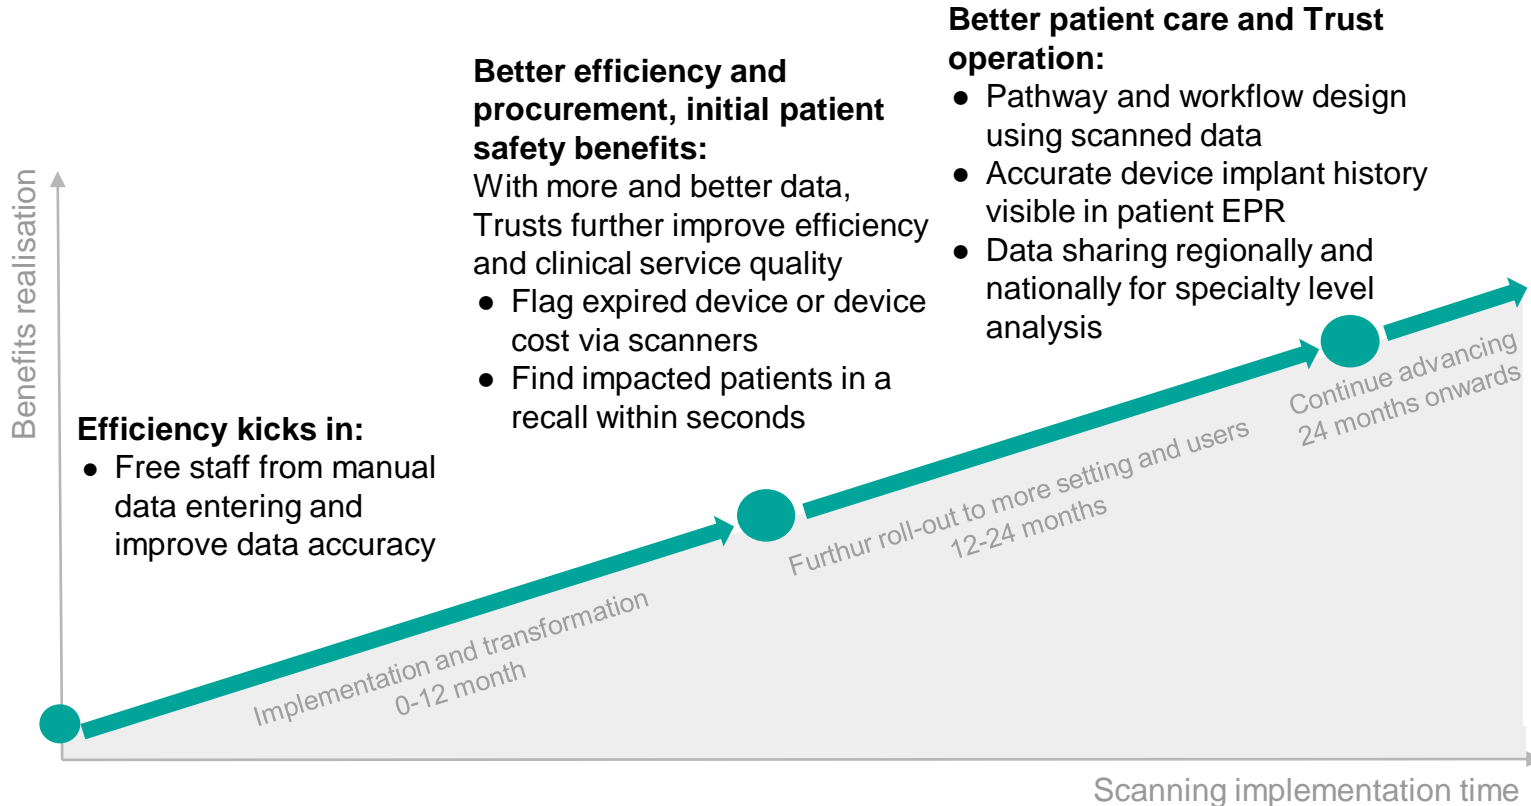 Benefits realisation
Efficiency kicks in:
● Free staff from manual
data entering and
improve data accuracy
Better efficiency and
procurement, initial patient
safety benefits:
With more and better data,
Trusts further improve efficiency
and clinical service quality
● Flag expired device or device
cost via scanners
● Find impacted patients in a
recall within seconds
Better patient care and Trust
operation:
● Pathway and workflow design
using scanned data
● Accurate device implant history
visible in patient EPR
● Data sharing regionally and
nationally for specialty level
analysis
Implementation and transformation
0-12 month
Furthur roll-out to more setting and users
12-24 months
Continue advancing
24 months onwards
Scanning implementation time